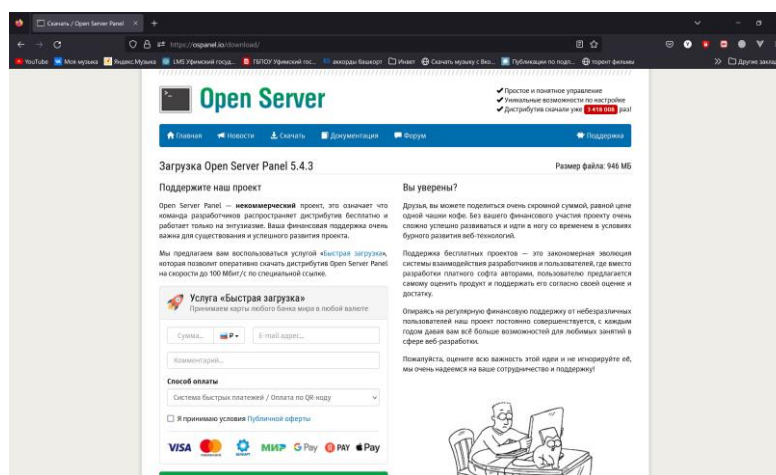 Скачать / Open Server Panel
https://ospanel.io/download/
YouTube
Моя музыка
Яндекс.Музыка
LMS Уфимский госуд...
ГБПОУ Уфимский гос...
аккорды башкорт
Инвет
Скачать музыку с Вко...
Публикации по подп...
торент фильмы
Другие закла
Open Server
Простое и понятное управление
Уникальные возможности по настройке
Дистрибутив скачали уже 3 418 008 раз!
Главная
Новости
Скачать
Документация
Форум
Поддержка
Загрузка Open Server Panel 5.4.3
Размер файла: 946 МБ
Поддержите наш проект
Open Server Panel — некоммерческий проект, это означает что
команда разработчиков распространяет дистрибутив бесплатно и
работает только на энтузиазме. Ваша финансовая поддержка очень
важна для существования и успешного развития проекта.
Мы предлагаем вам воспользоваться услугой «Быстрая загрузка»,
которая позволит оперативно скачать дистрибутив Open Server Panel
на скорости до 100 Мбит/с по специальной ссылке.
Услуга «Быстрая загрузка»
Принимаем карты любого банка мира в любой валюте
Сумма...
₽
E-mail адрес...
Комментарий...
Способ оплаты
Система быстрых платежей / Оплата по QR-коду
Я принимаю условия Публичной оферты
VISA
МИР
G Pay
Я PAY
Pay
Вы уверены?
Друзья, вы можете поделиться очень скромной суммой, равной цене
одной чашки кофе. Без вашего финансового участия проекту очень
сложно успешно развиваться и идти в ногу со временем в условиях
бурного развития веб-технологий.
Поддержка бесплатных проектов — это закономерная эволюция
системы взаимодействия разработчиков и пользователей, где вместо
разработки платного софта авторами, пользователю предлагается
самому оценить продукт и поддержать его согласно своей оценке и
достатку.
Опираясь на регулярную финансовую поддержку от небезразличных
пользователей наш проект постоянно совершенствуется, с каждым
годом давая вам всё больше возможностей для любимых занятий в
сфере веб-разработки.
Пожалуйста, оцените всю важность этой идеи и не игнорируйте её,
мы очень надеемся на ваше сотрудничество и поддержку!